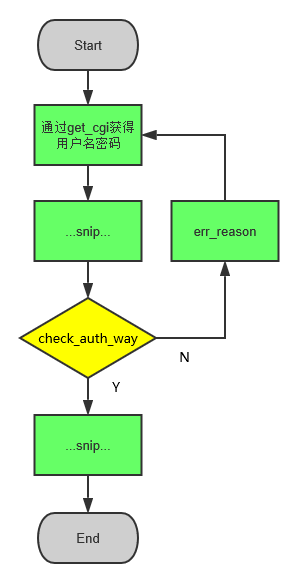 Start
通过get_cgi获得
用户名密码
...snip...
err_reason
check_auth_way
N
Y
...snip...
End